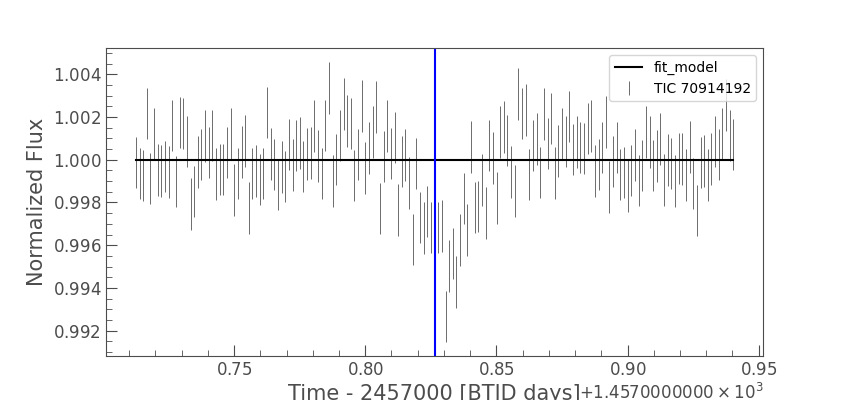 fit_model
TIC 70914192
1.004
1.002
1.000
0.998
0.996
0.994
0.992
Normalized Flux
0.75
0.80
0.85
0.90
0.95
Time - 2457000 [BTJD days]
+1.4570000000 × 10³